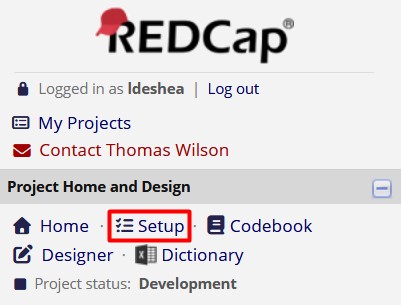 REDCap®
Logged in as ldeshea | Log out
My Projects
Contact Thomas Wilson
Project Home and Design
Home · Setup · Codebook
Designer · Dictionary
Project status: Development